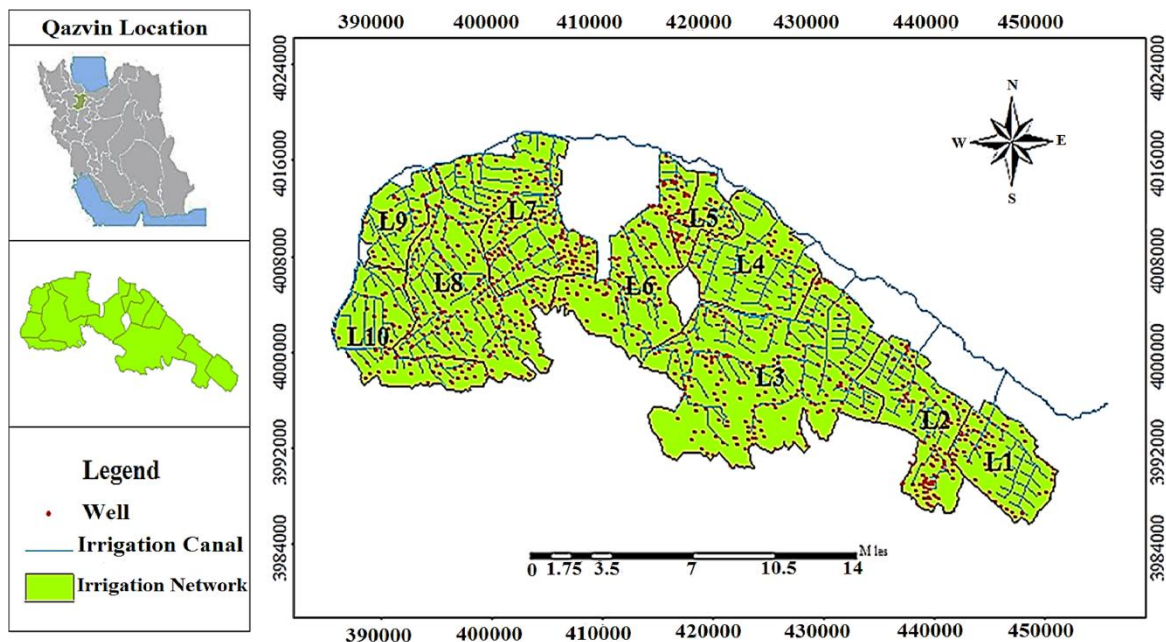 Qazvin Location
Legend
Well
Irrigation Canal
Irrigation Network
390000 400000 410000 420000 430000 440000 450000
4024000 4024000
N
W E
S
4016000 4016000
L9 L7 L5
L4
4008000 4008000
L8 L6
L10
4000000 4000000
L3
L2
3992000 3992000
L1
3984000 3984000
M les
0 1.75 3.5 7 10.5 14
390000 400000 410000 420000 430000 440000 450000